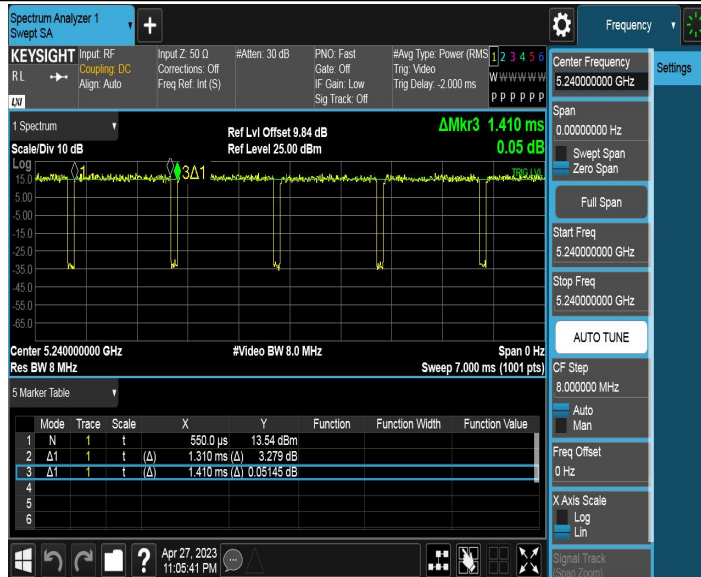 Spectrum Analyzer 1
Swept SA
+
Frequency
KEYSIGHT
Input: RF
Coupling: DC
Align: Auto
Input Z: 50 Ω
Corrections: Off
Freq Ref: Int (S)
#Atten: 30 dB
PNO: Fast
Gate: Off
IF Gain: Low
Sig Track: Off
#Avg Type: Power (RMS
Trig: Video
Trig Delay: -2.000 ms
1 2 3 4 5 6
W W W W W W
P P P P P P
RL
LXI
1 Spectrum
Scale/Div 10 dB
Ref Lvl Offset 9.84 dB
Ref Level 25.00 dBm
ΔMkr3 1.410 ms
0.05 dB
Log
15.0
5.00
-5.00
-15.0
-25.0
-35.0
-45.0
-55.0
-65.0
1
3Δ1
TRIG LVL
Center 5.240000000 GHz
#Video BW 8.0 MHz
Span 0 Hz
Res BW 8 MHz
Sweep 7.000 ms (1001 pts)
5 Marker Table
Mode Trace Scale X Y Function Function Width Function Value
1 N 1 t 550.0 µs 13.54 dBm
2 Δ1 1 t (Δ) 1.310 ms (Δ) 3.279 dB
3 Δ1 1 t (Δ) 1.410 ms (Δ) 0.05145 dB
4
5
6
?
Apr 27, 2023
11:05:41 PM
Center Frequency
5.240000000 GHz
Settings
Span
0.00000000 Hz
Swept Span
Zero Span
Full Span
Start Freq
5.240000000 GHz
Stop Freq
5.240000000 GHz
AUTO TUNE
CF Step
8.000000 MHz
Auto
Man
Freq Offset
0 Hz
X Axis Scale
Log
Lin
Signal Track
(Span Zoom)